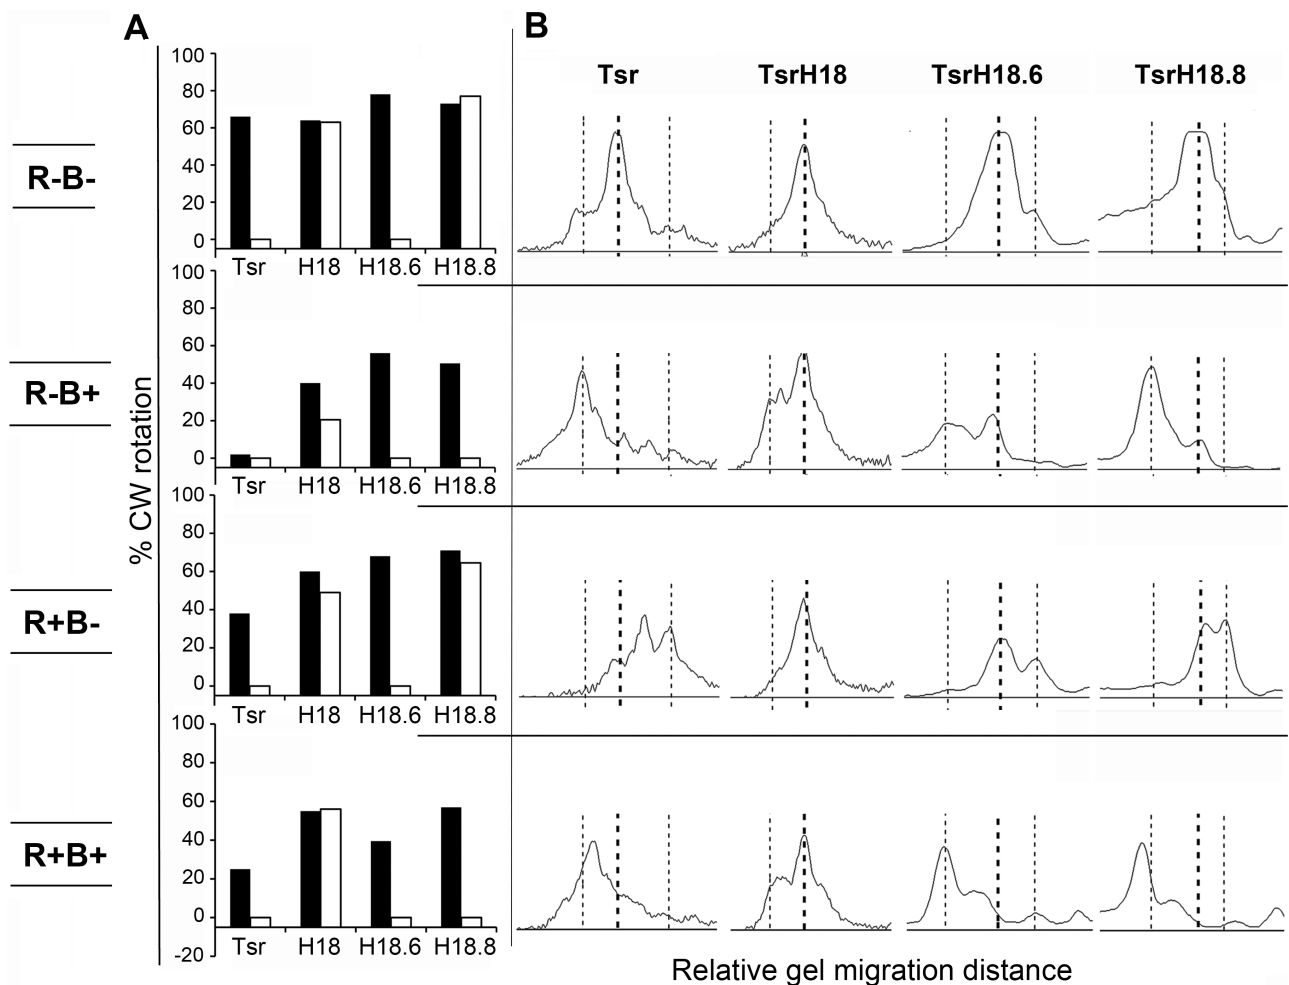 A
B
Tsr TsrH18 TsrH18.6 TsrH18.8
R-B-
100
80
60
40
20
0
Tsr H18 H18.6 H18.8
R-B+
100
80
60
40
20
0
Tsr H18 H18.6 H18.8
% CW rotation
R+B-
100
80
60
40
20
0
Tsr H18 H18.6 H18.8
R+B+
100
80
60
40
20
0
-20
Tsr H18 H18.6 H18.8
Relative gel migration distance